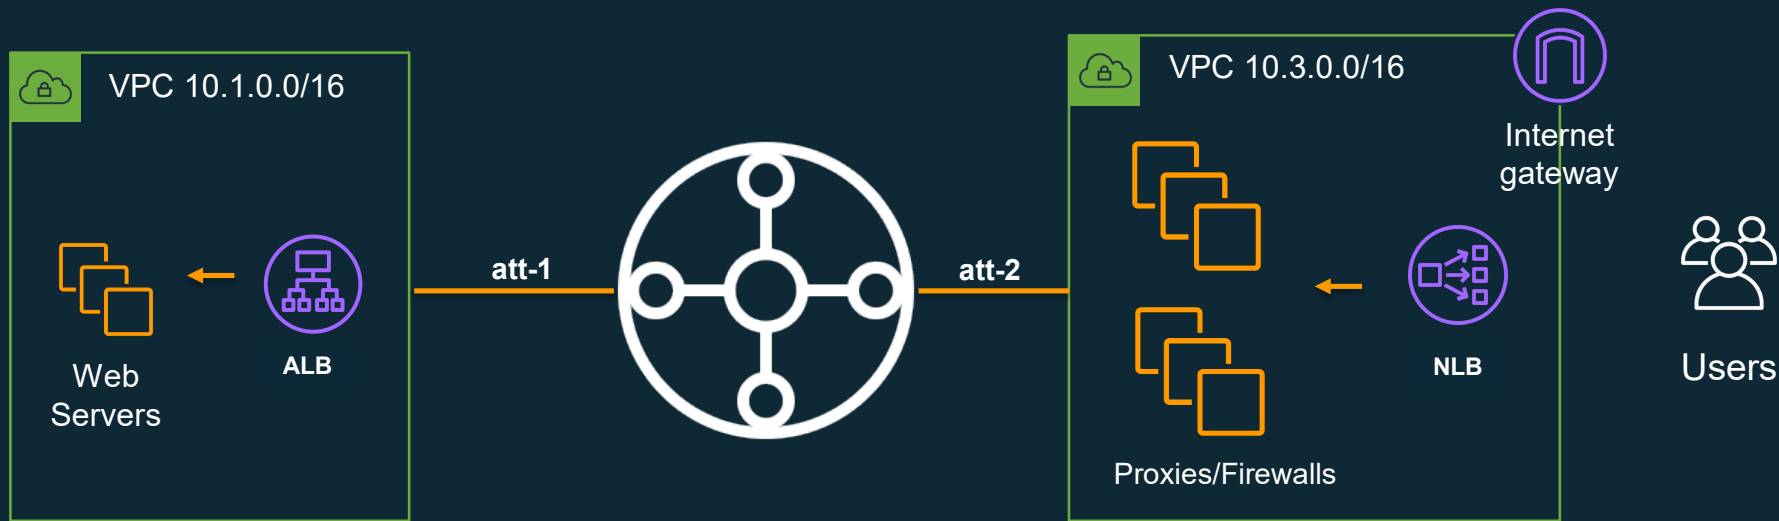 VPC 10.1.0.0/16
Web
Servers
ALB
att-1
att-2
VPC 10.3.0.0/16
Internet
gateway
Proxies/Firewalls
NLB
Users